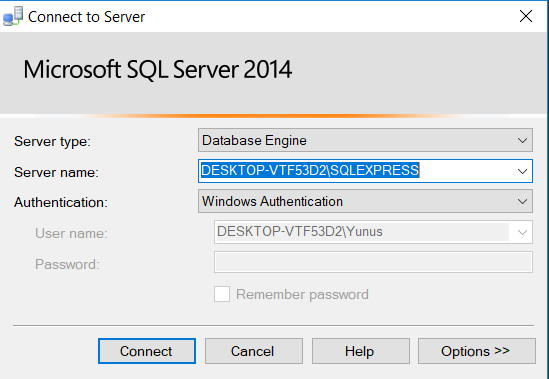 Connect to Server
Microsoft SQL Server 2014
Server type: Database Engine
Server name: DESKTOP-VTF53D2\SQLEXPRESS
Authentication: Windows Authentication
User name: DESKTOP-VTF53D2\Yunus
Password:
Remember password
Connect Cancel Help Options >>